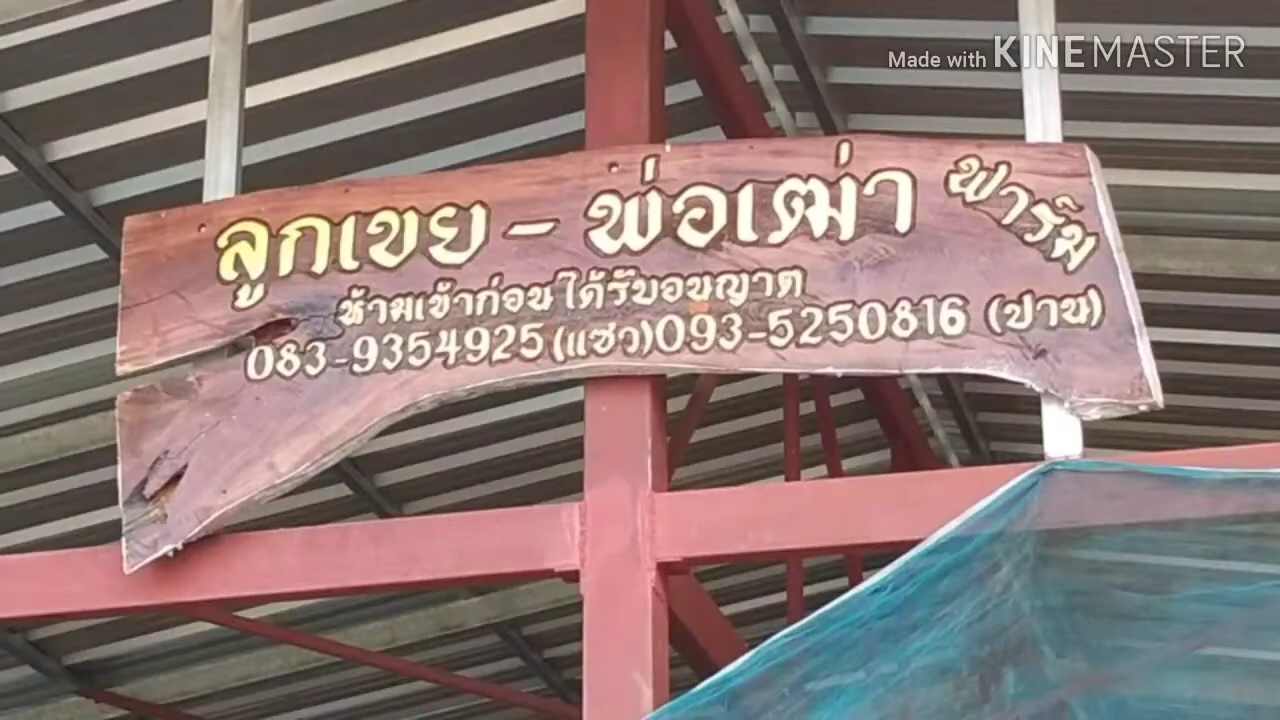 Made with KINEMASTER
ลูกเขย - พ่อเฒ่า ฟาร์ม
ห้ามเข้าก่อนได้รับอนุญาต
083-9354925 (แซว) 093-5250816 (ปาน)